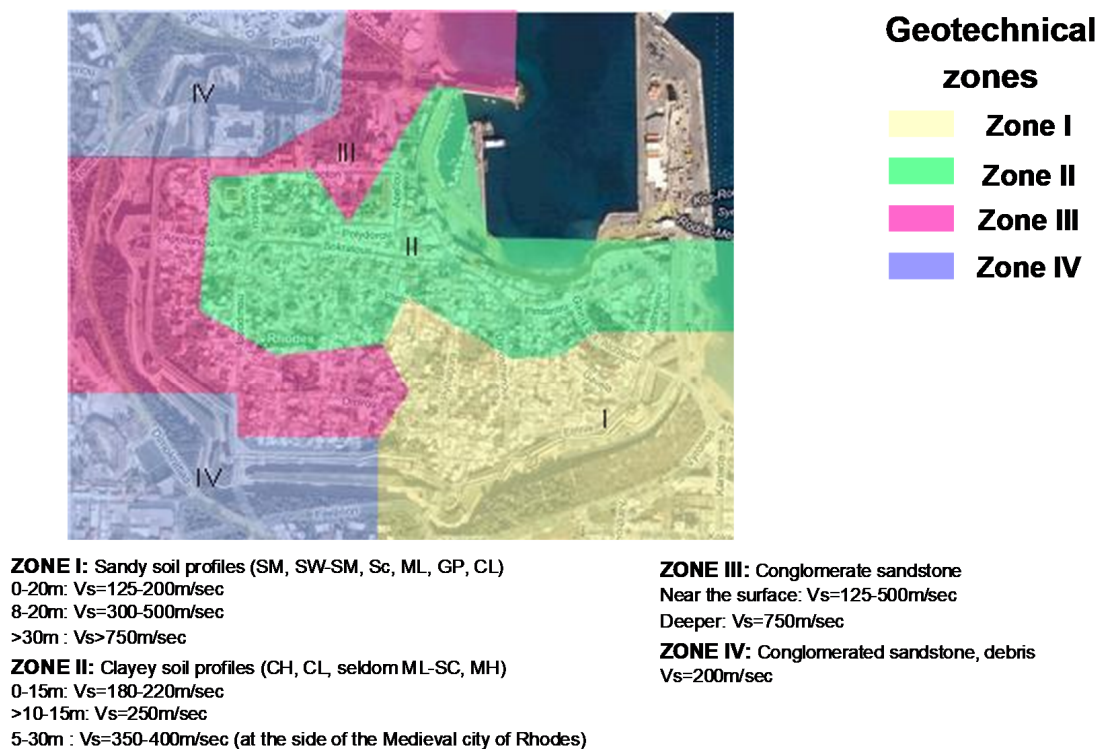 Geotechnical
zones
Zone I
Zone II
Zone III
Zone IV
IV
III
II
I
IV
Papagou
Sokratous
Rhodes
ZONE I: Sandy soil profiles (SM, SW-SM, Sc, ML, GP, CL)
0-20m: Vs=125-200m/sec
8-20m: Vs=300-500m/sec
>30m : Vs>750m/sec
ZONE II: Clayey soil profiles (CH, CL, seldom ML-SC, MH)
0-15m: Vs=180-220m/sec
>10-15m: Vs=250m/sec
5-30m : Vs=350-400m/sec (at the side of the Medieval city of Rhodes)
ZONE III: Conglomerate sandstone
Near the surface: Vs=125-500m/sec
Deeper: Vs=750m/sec
ZONE IV: Conglomerated sandstone, debris
Vs=200m/sec